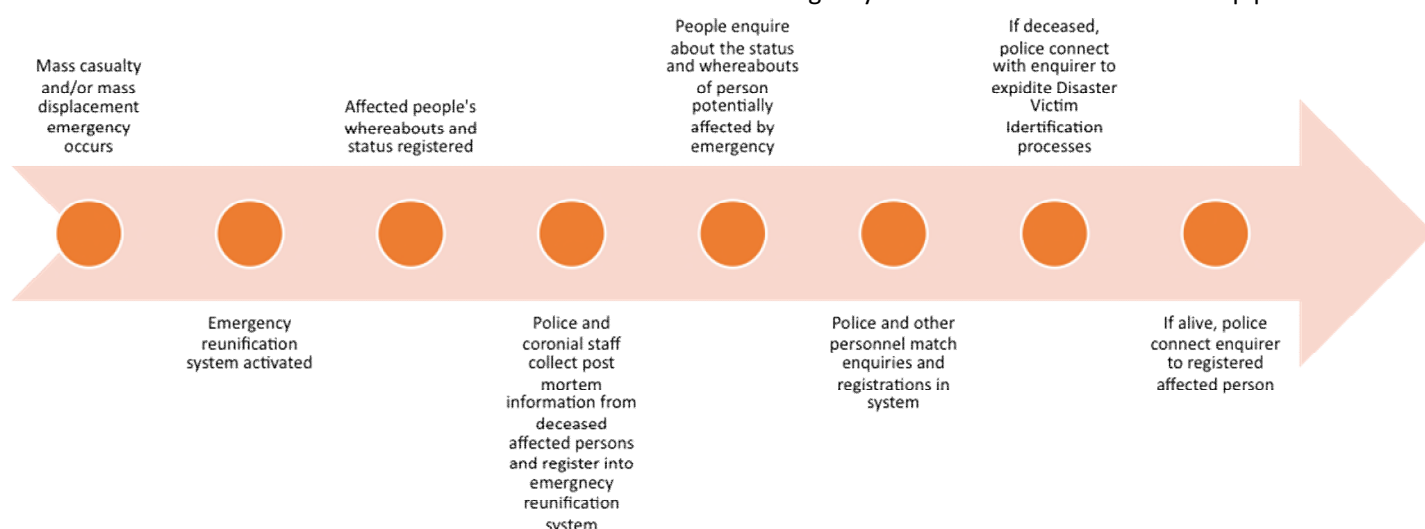 Mass casualty
and/or mass
displacement
emergency
occurs
Emergency
reunification
system activated
Affected people's
whereabouts and
status registered
Police and
coronial staff
collect post
mortem
information from
deceased
affected persons
and register into
emergnecy
reunification
system
People enquire
about the status
and whereabouts
of person
potentially
affected by
emergency
Police and other
personnel match
enquiries and
registrations in
system
If deceased,
police connect
with enquirer to
expidite Disaster
Victim
Idertification
processes
If alive, police
connect enquirer
to registered
affected person